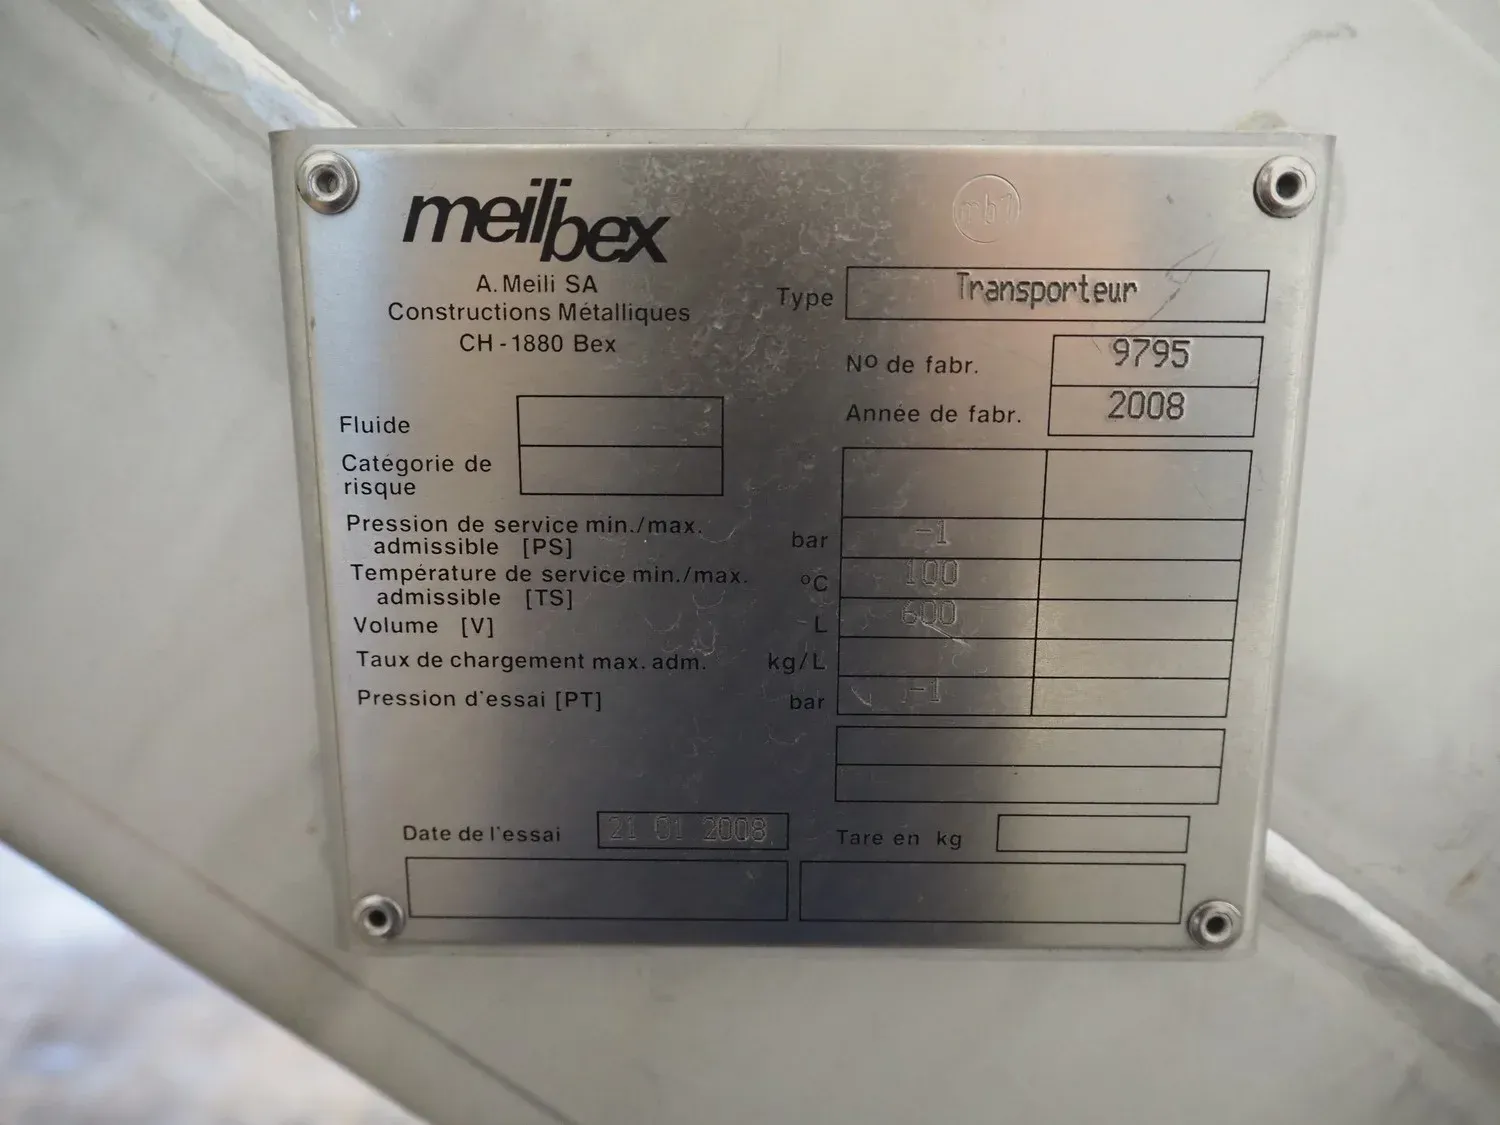 meilibex
A. Meili SA
Constructions Métalliques
CH - 1880 Bex
mb1
Type Transporteur
Nº de fabr. 9795
Année de fabr. 2008
Fluide
Catégorie de
risque
Pression de service min./max.
admissible [PS] bar -1
Température de service min./max.
admissible [TS] ºC 100
Volume [V] L 600
Taux de chargement max. adm. kg/L
Pression d'essai [PT] bar -1
Date de l'essai 21 01 2008
Tare en kg